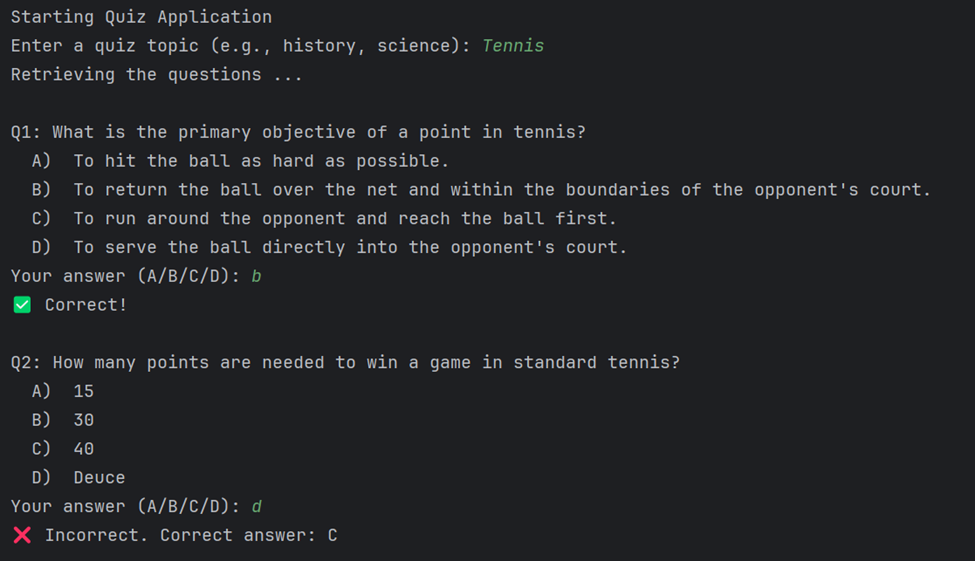 Starting Quiz Application
Enter a quiz topic (e.g., history, science): Tennis
Retrieving the questions ...
Q1: What is the primary objective of a point in tennis?
A) To hit the ball as hard as possible.
B) To return the ball over the net and within the boundaries of the opponent's court.
C) To run around the opponent and reach the ball first.
D) To serve the ball directly into the opponent's court.
Your answer (A/B/C/D): b
✅ Correct!
Q2: How many points are needed to win a game in standard tennis?
A) 15
B) 30
C) 40
D) Deuce
Your answer (A/B/C/D): d
❌ Incorrect. Correct answer: C